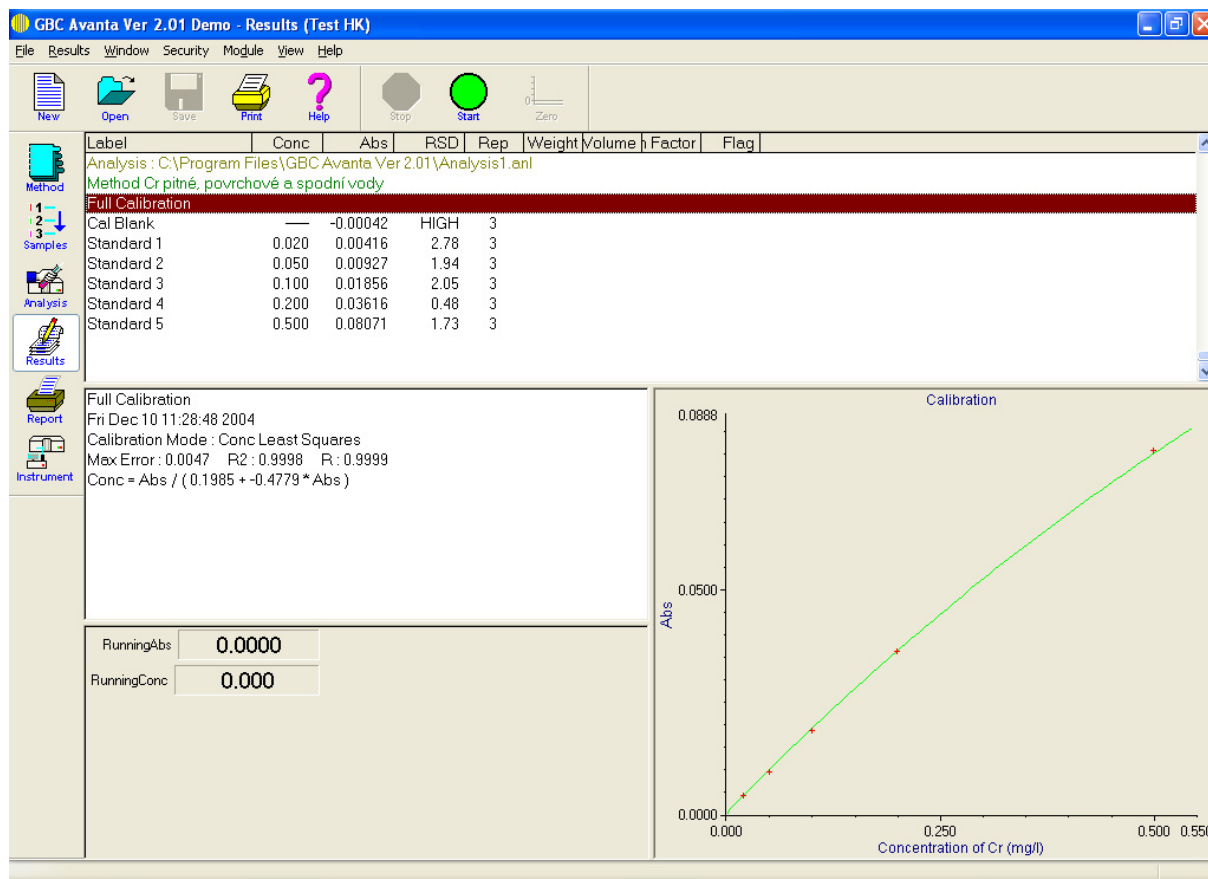 GBC Avanta Ver 2.01 Demo - Results (Test HK)
File Results Window Security Module View Help
New Open Save Print Help Stop Start Zero
Method
Samples
Analysis
Results
Report
Instrument
Label Conc Abs RSD Rep Weight Volume n Factor Flag
Analysis : C:\Program Files\GBC Avanta Ver 2.01\Analysis1.anl
Method Cr pitné, povrchové a spodní vody
Full Calibration
Cal Blank ----- -0.00042 HIGH 3
Standard 1 0.020 0.00416 2.78 3
Standard 2 0.050 0.00927 1.94 3
Standard 3 0.100 0.01856 2.05 3
Standard 4 0.200 0.03616 0.48 3
Standard 5 0.500 0.08071 1.73 3
Full Calibration
Fri Dec 10 11:28:48 2004
Calibration Mode : Conc Least Squares
Max Error : 0.0047 R2 : 0.9998 R : 0.9999
Conc = Abs / ( 0.1985 + -0.4779 * Abs )
RunningAbs 0.0000
RunningConc 0.000
Calibration
0.0888
0.0500
Abs
0.0000
0.000 0.250 0.500 0.550
Concentration of Cr (mg/l)